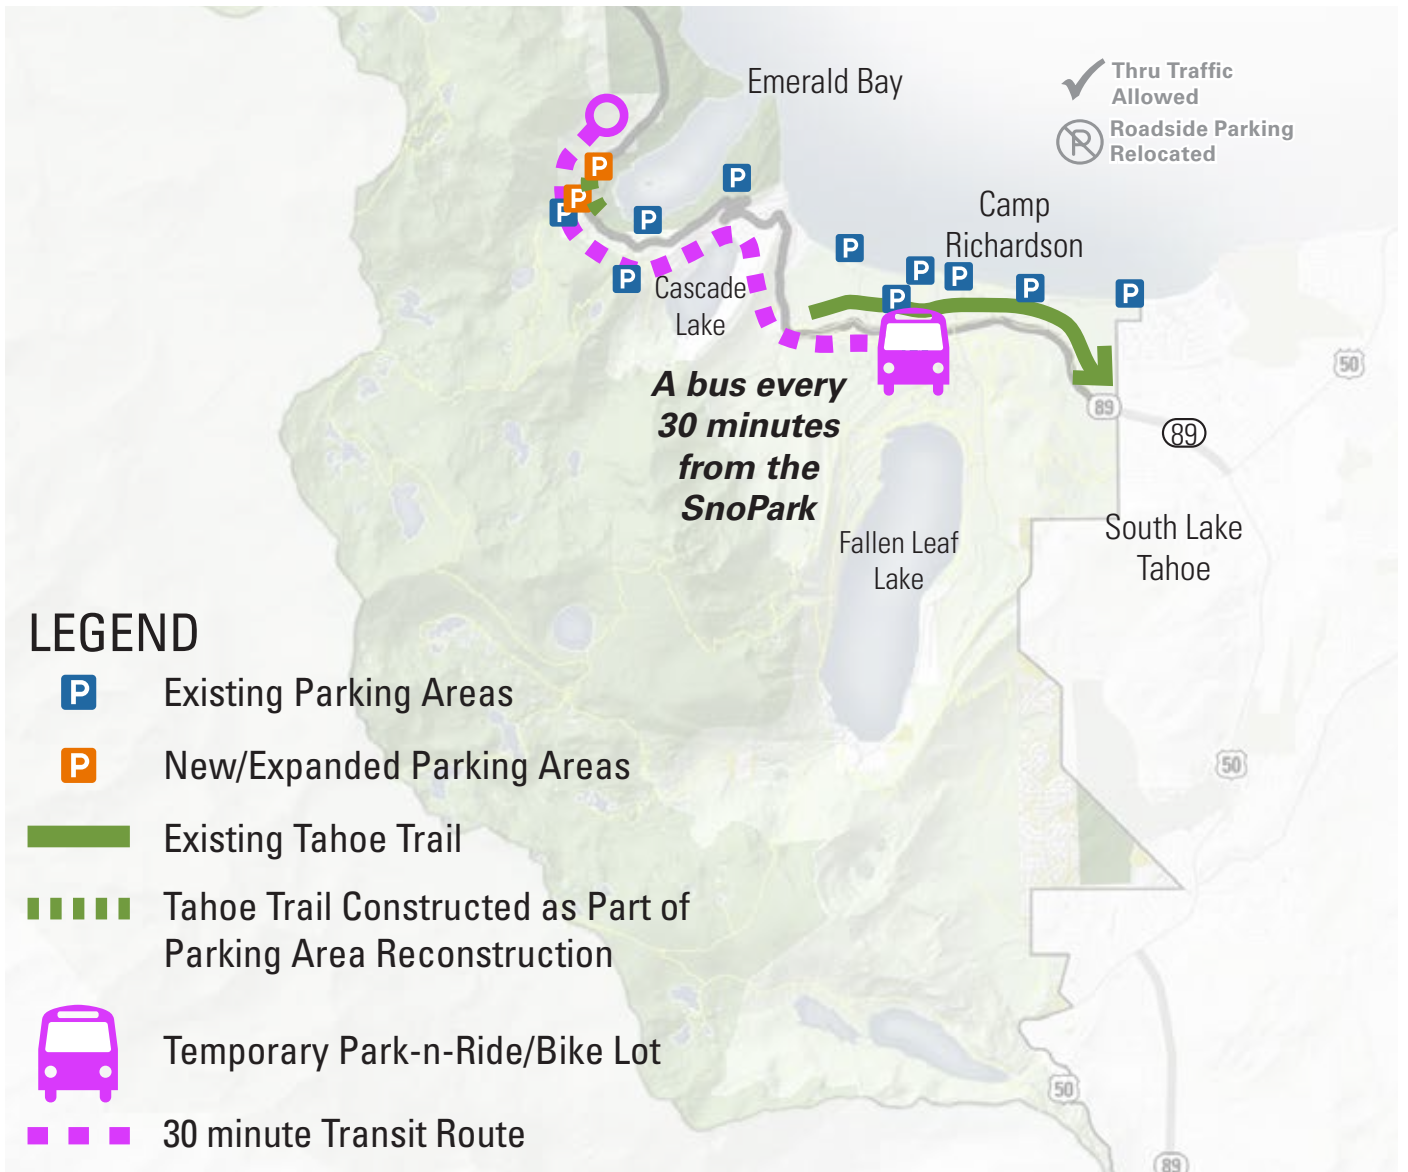 Emerald Bay
Thru Traffic
Allowed
P
Roadside Parking
Relocated
P
P
P
P
P
P
Camp
Richardson
P
P
P
P
P
P
P
Cascade
Lake
50
A bus every
30 minutes
from the
SnoPark
89
89
South Lake
Tahoe
Fallen Leaf
Lake
LEGEND
P Existing Parking Areas
P New/Expanded Parking Areas
50
Existing Tahoe Trail
Tahoe Trail Constructed as Part of
Parking Area Reconstruction
Temporary Park-n-Ride/Bike Lot
50
30 minute Transit Route
89